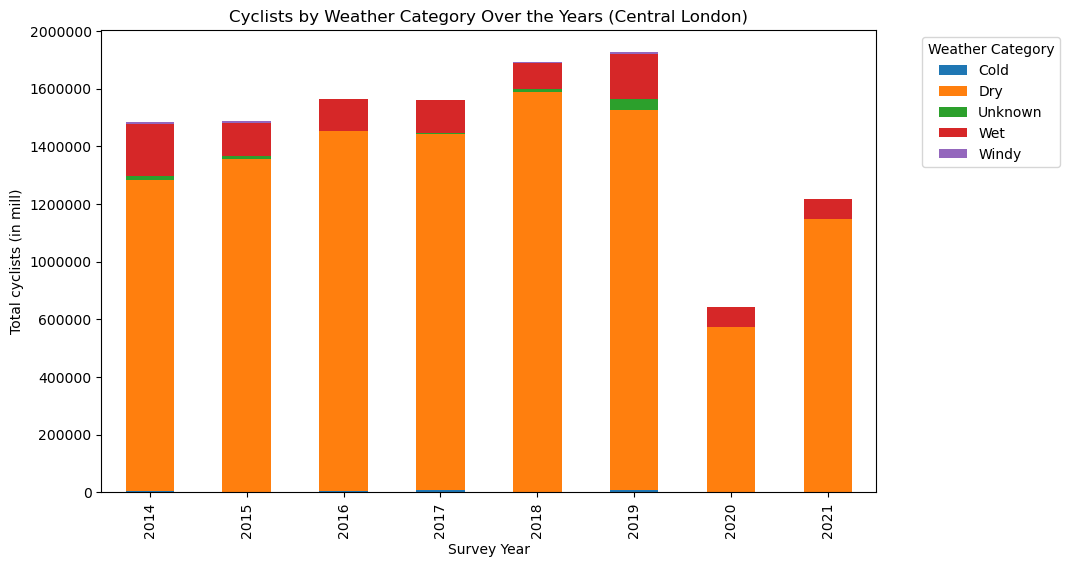 Cyclists by Weather Category Over the Years (Central London)
Total cyclists (in mill)
2000000
1800000
1600000
1400000
1200000
1000000
800000
600000
400000
200000
0
2014
2015
2016
2017
2018
2019
2020
2021
Survey Year
Weather Category
Cold
Dry
Unknown
Wet
Windy